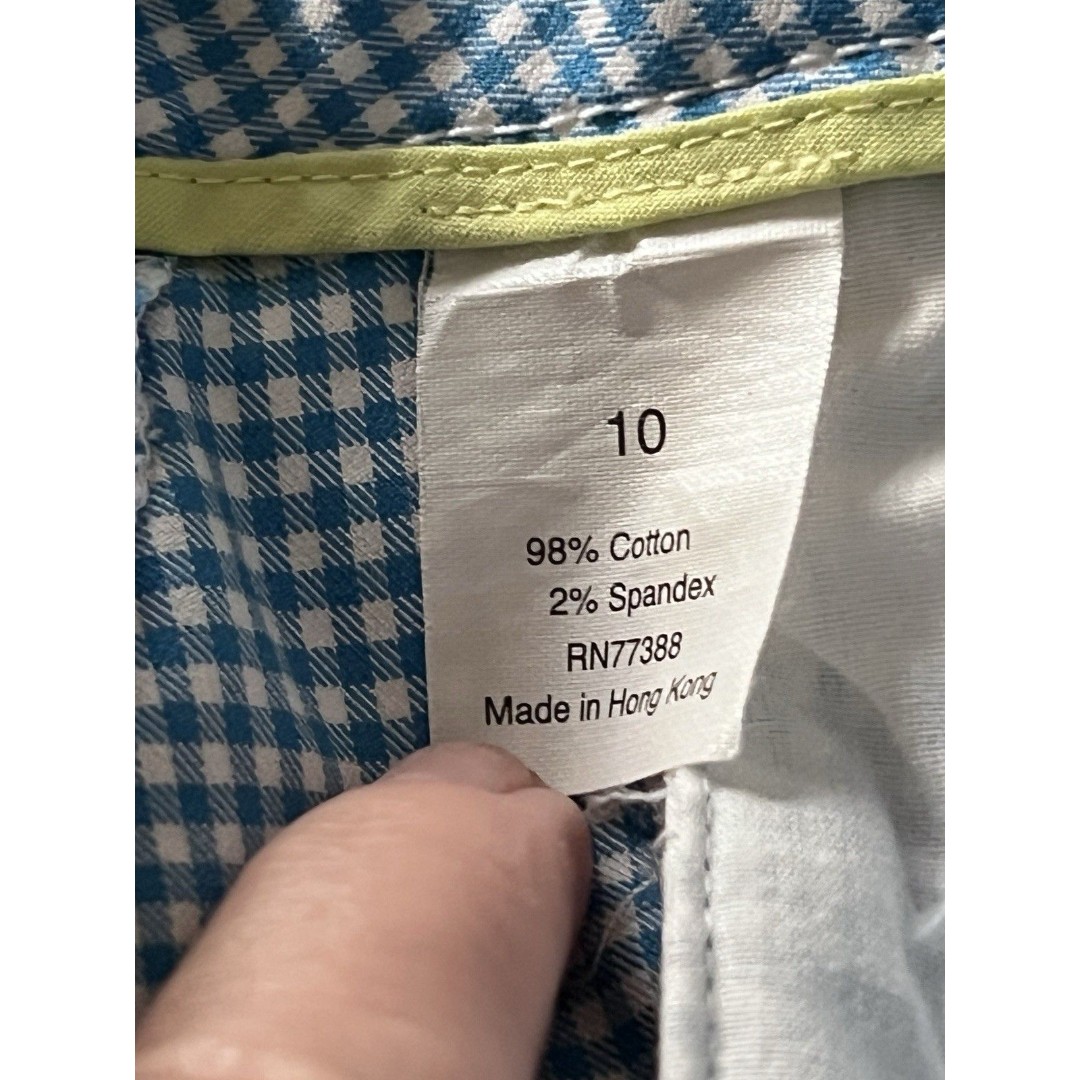 10
98% Cotton
2% Spandex
RN77388
Made in Hong Kong